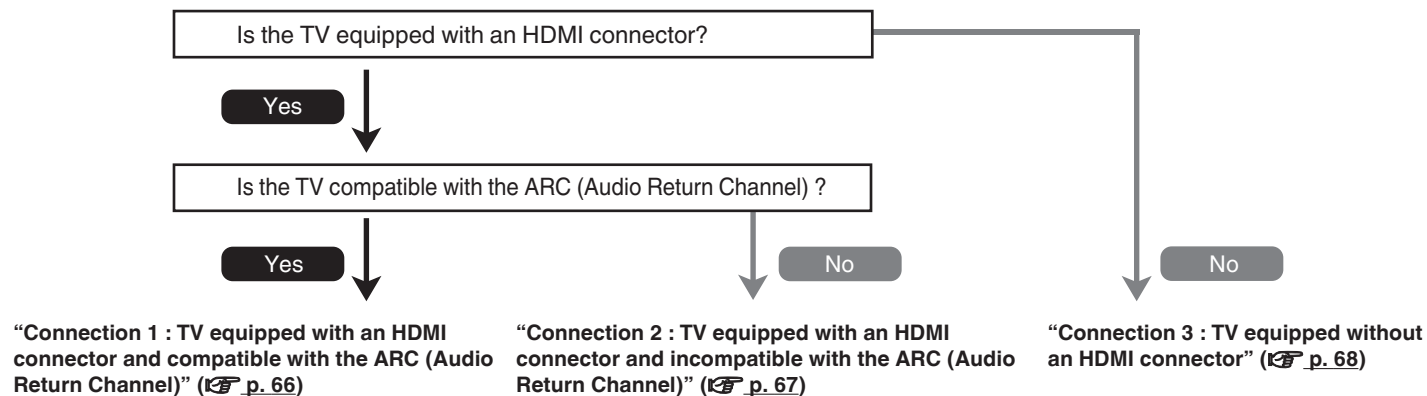 Is the TV equipped with an HDMI connector?
Yes
Is the TV compatible with the ARC (Audio Return Channel) ?
Yes
No
No
“Connection 1 : TV equipped with an HDMI
connector and compatible with the ARC (Audio
Return Channel)” (☞ p. 66)
“Connection 2 : TV equipped with an HDMI
connector and incompatible with the ARC (Audio
Return Channel)” (☞ p. 67)
“Connection 3 : TV equipped without
an HDMI connector” (☞ p. 68)